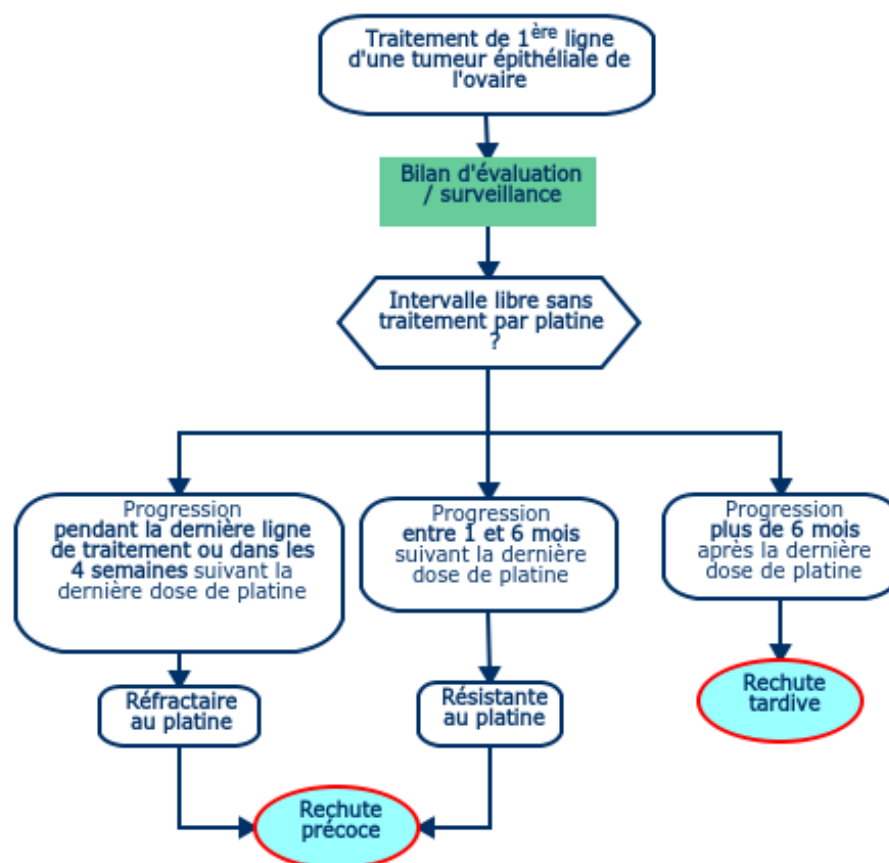 Traitement de 1ère ligne
d'une tumeur épithéliale de
l'ovaire
Bilan d'évaluation
/ surveillance
Intervalle libre sans
traitement par platine
?
Progression
pendant la dernière ligne
de traitement ou dans les
4 semaines suivant la
dernière dose de platine
Progression
entre 1 et 6 mois
suivant la dernière
dose de platine
Progression
plus de 6 mois
après la dernière
dose de platine
Réfractaire
au platine
Résistante
au platine
Rechute
tardive
Rechute
précoce